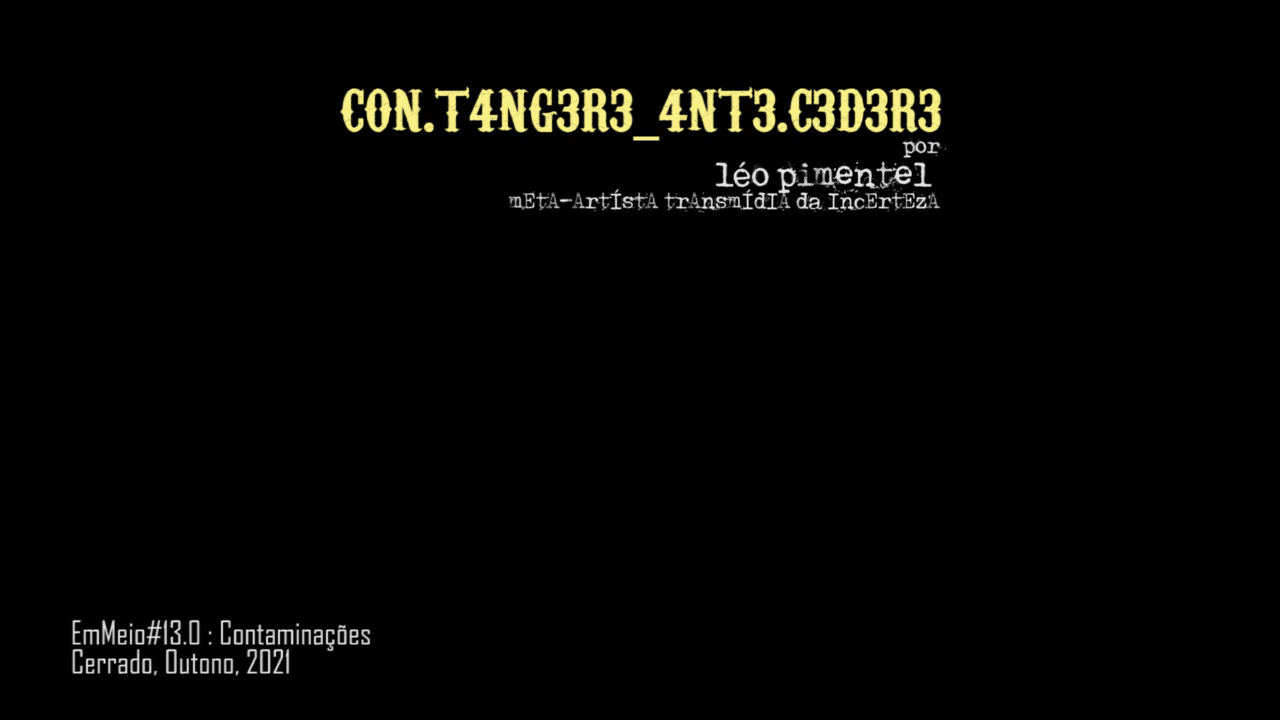 CON.T4NG3R3_4NT3.C3D3R3
por
léo pimentel
mEtA-ArtÍstA trAnsmÍdIA da IncErtEzA
EmMeio#13.0 : Contaminações
Cerrado, Outono, 2021